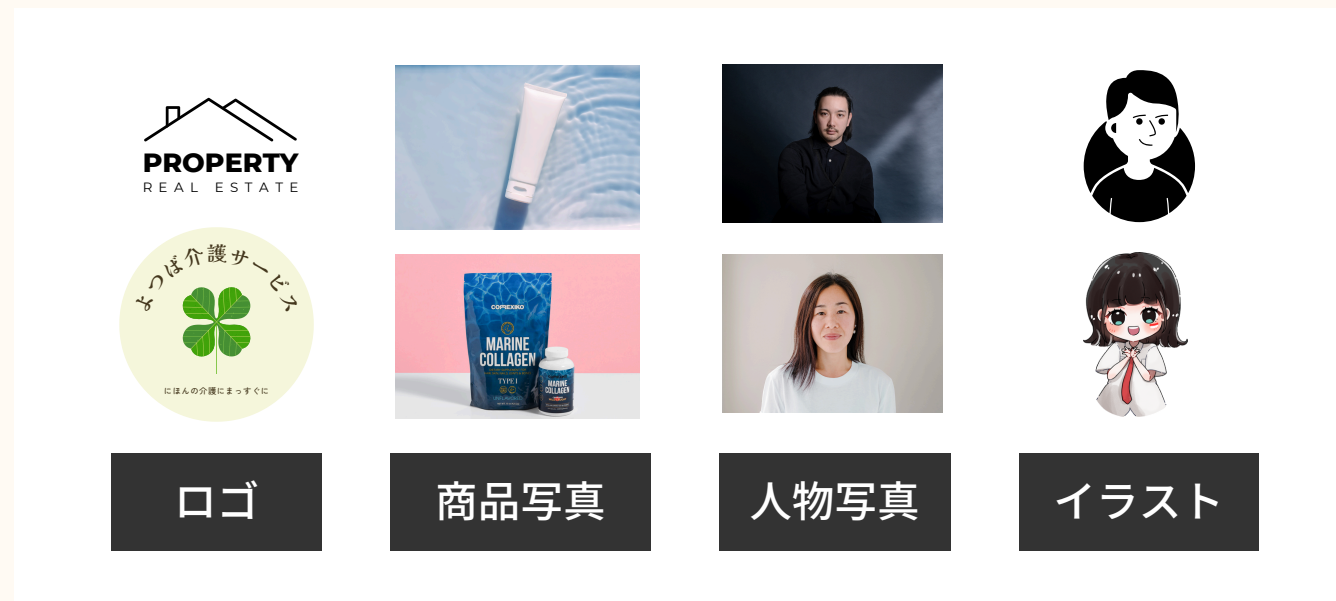 PROPERTY
REAL ESTATE
よつば介護サービス
にほんの介護にまっすぐに
COFREXIKO
MARINE
COLLAGEN
TYPE I
MARINE
COLLAGEN
ロゴ
商品写真
人物写真
イラスト